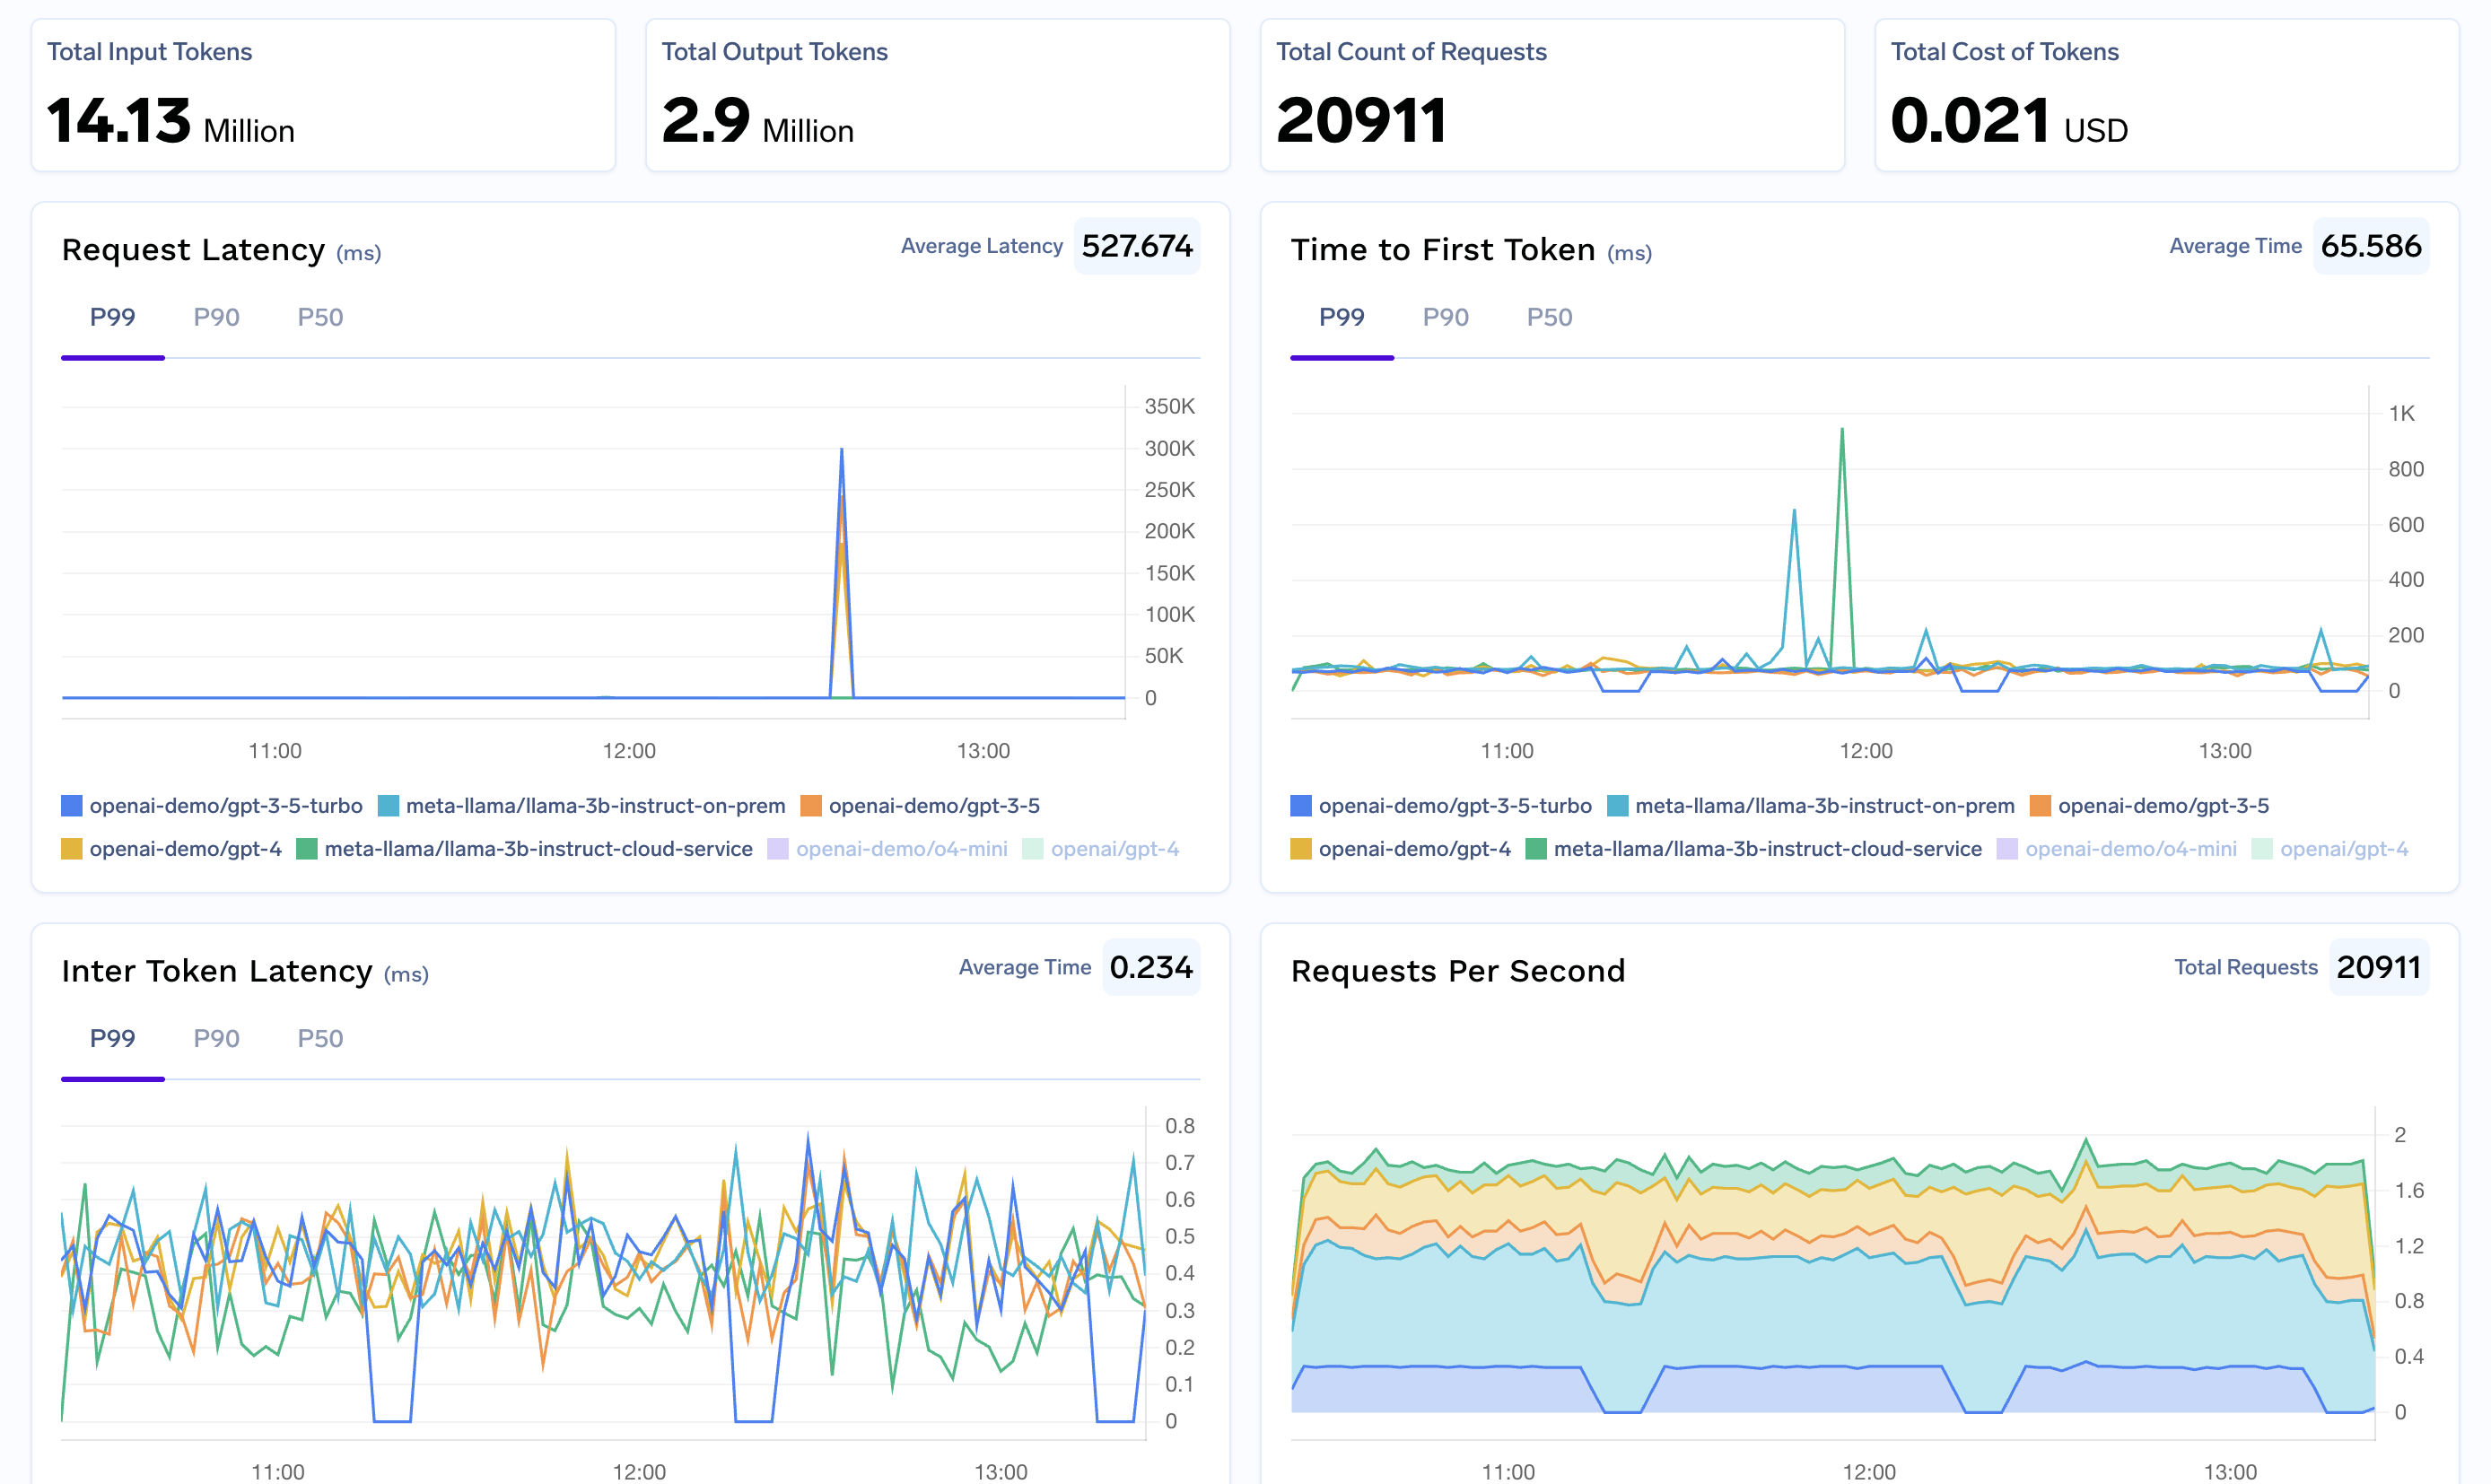 Total Input Tokens
14.13 Million
Total Output Tokens
2.9 Million
Total Count of Requests
20911
Total Cost of Tokens
0.021 USD
Request Latency (ms)
Average Latency 527.674
P99 P90 P50
350K
300K
250K
200K
150K
100K
50K
0
11:00 12:00 13:00
openai-demo/gpt-3-5-turbo meta-llama/llama-3b-instruct-on-prem openai-demo/gpt-3-5
openai-demo/gpt-4 meta-llama/llama-3b-instruct-cloud-service openai-demo/o4-mini openai/gpt-4
Time to First Token (ms)
Average Time 65.586
P99 P90 P50
1K
800
600
400
200
0
11:00 12:00 13:00
openai-demo/gpt-3-5-turbo meta-llama/llama-3b-instruct-on-prem openai-demo/gpt-3-5
openai-demo/gpt-4 meta-llama/llama-3b-instruct-cloud-service openai-demo/o4-mini openai/gpt-4
Inter Token Latency (ms)
Average Time 0.234
P99 P90 P50
0.8
0.7
0.6
0.5
0.4
0.3
0.2
0.1
0
11:00 12:00 13:00
Requests Per Second
Total Requests 20911
2
1.6
1.2
0.8
0.4
0
11:00 12:00 13:00